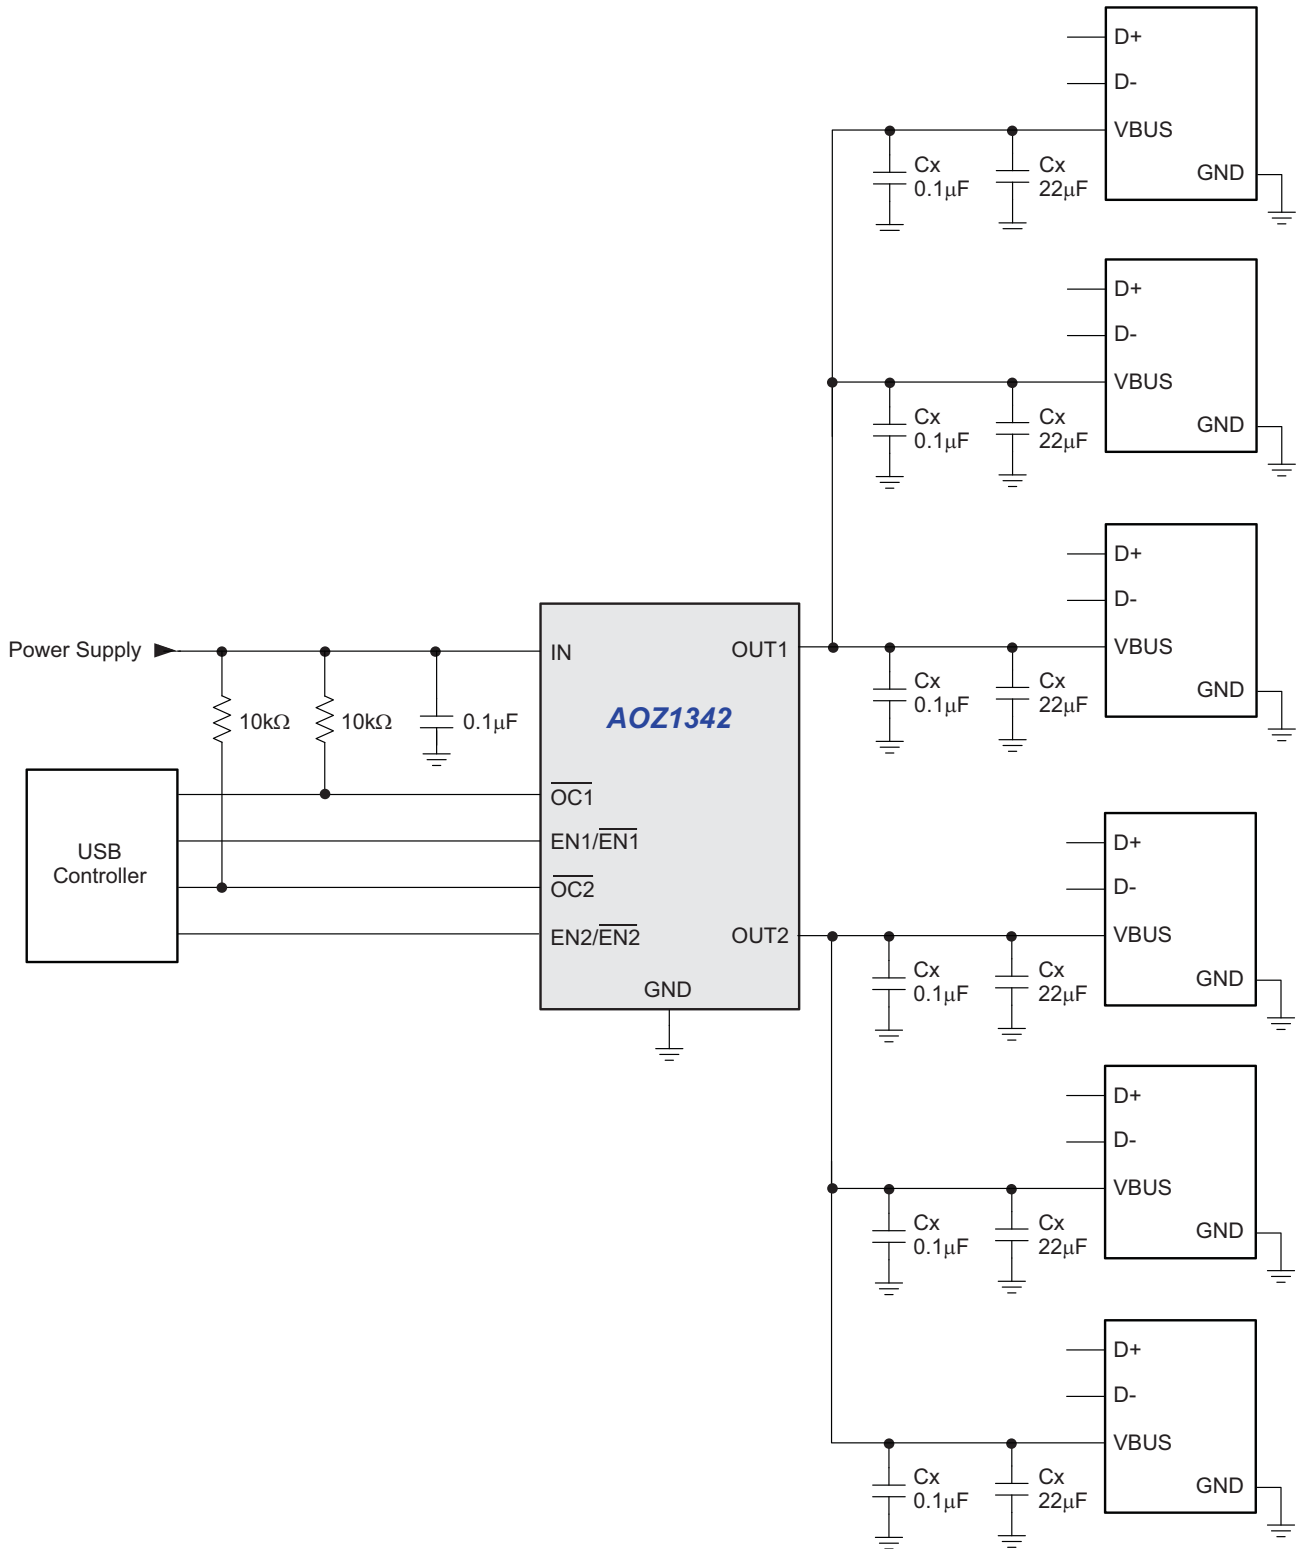 D+
D-
VBUS
GND
Cx
0.1μF
Cx
22μF
D+
D-
VBUS
GND
Cx
0.1μF
Cx
22μF
D+
D-
VBUS
GND
Cx
0.1μF
Cx
22μF
Power Supply
10kΩ
10kΩ
0.1μF
IN
OUT1
AOZ1342
OC1
EN1/EN1
OC2
EN2/EN2
OUT2
GND
USB
Controller
D+
D-
VBUS
GND
Cx
0.1μF
Cx
22μF
D+
D-
VBUS
GND
Cx
0.1μF
Cx
22μF
D+
D-
VBUS
GND
Cx
0.1μF
Cx
22μF